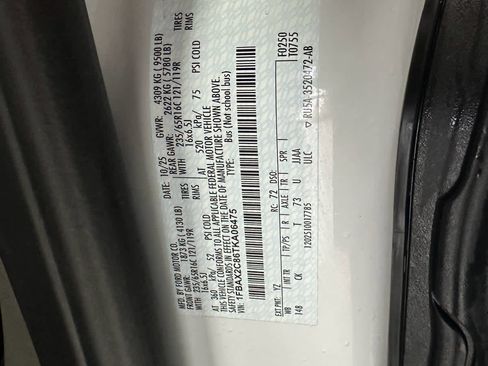 MFD. BY FORD MOTOR CO.
DATE: 10/25 GVWR: 4309 KG ( 9500 LB)
FRONT GAWR: 1873 KG (4130 LB) REAR GAWR: 2622 KG ( 5780 LB)
WITH 235/65R16C 121/119R TIRES WITH 235/65R16C 121/119R TIRES
16x6.5J RIMS 16x6.5J RIMS
AT 360 kPa/ 52 PSI COLD AT 520 kPa/ 75 PSI COLD
THIS VEHICLE CONFORMS TO ALL APPLICABLE FEDERAL MOTOR VEHICLE
SAFETY STANDARDS IN EFFECT ON THE DATE OF MANUFACTURE SHOWN ABOVE.
VIN: 1FBAX2C86TKA06475 TYPE: Bus (Not school bus)
F0250
T0755
EXT PNT: YZ RC: 72 DSO:
WB INT TR TP/PS R AXLE TR SPR
148 CK T 73 U JJAA
1202510017785 ULC
RU5A-3520472-AB